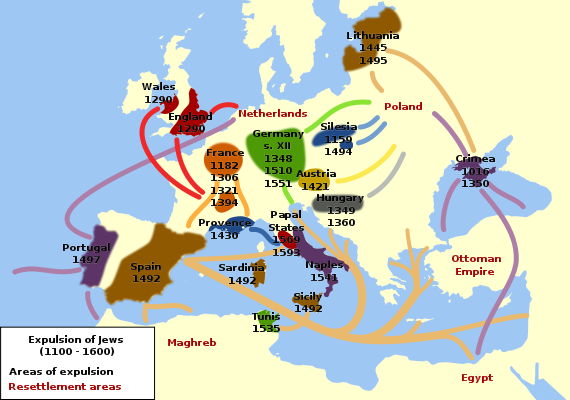 Lithuania
1445
1495
Wales
1290
England
1290
Netherlands
Poland
Germany
s. XII
1348
1510
1551
Silesia
1159
1494
France
1182
1306
1321
1394
Austria
1421
Crimea
1016
1350
Hungary
1349
1360
Provence
1430
Papal
States
1569
1593
Portugal
1497
Spain
1492
Sardinia
1492
Naples
1541
Ottoman
Empire
Sicily
1492
Tunis
1535
Maghreb
Egypt
Expulsion of Jews
(1100 - 1600)
Areas of expulsion
Resettlement areas